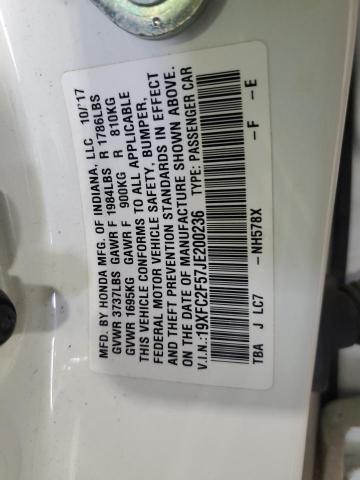 MFD. BY HONDA MFG. OF INDIANA, LLC 10/17
GVWR 3737LBS GAWR F 1984LBS R 1786LBS
GVWR 1695KG GAWR F 900KG R 810KG
THIS VEHICLE CONFORMS TO ALL APPLICABLE
FEDERAL MOTOR VEHICLE SAFETY, BUMPER,
AND THEFT PREVENTION STANDARDS IN EFFECT
ON THE DATE OF MANUFACTURE SHOWN ABOVE.
V.I.N.:19XFC2F57JE200236 TYPE: PASSENGER CAR
TBA J LC7 -NH578X -F -E